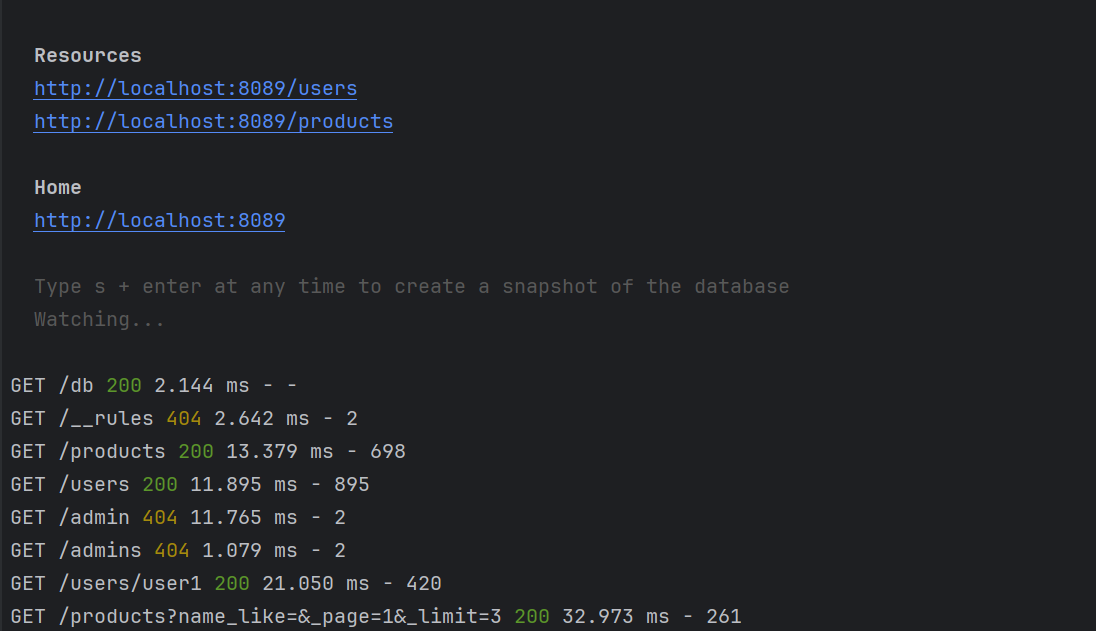 Resources
http://localhost:8089/users
http://localhost:8089/products
Home
http://localhost:8089
Type s + enter at any time to create a snapshot of the database
Watching...
GET /db 200 2.144 ms - -
GET /__rules 404 2.642 ms - 2
GET /products 200 13.379 ms - 698
GET /users 200 11.895 ms - 895
GET /admin 404 11.765 ms - 2
GET /admins 404 1.079 ms - 2
GET /users/user1 200 21.050 ms - 420
GET /products?name_like=&_page=1&_limit=3 200 32.973 ms - 261